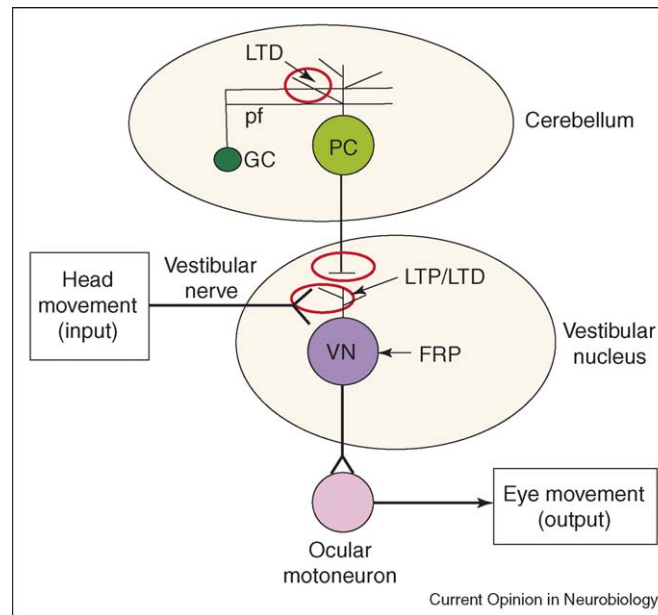 LTD
Cerebellum
pf
PC
GC
Head
movement
(input)
Vestibular
nerve
LTP/LTD
Vestibular
nucleus
VN
FRP
Eye movement
(output)
Ocular
motoneuron
Current Opinion in Neurobiology